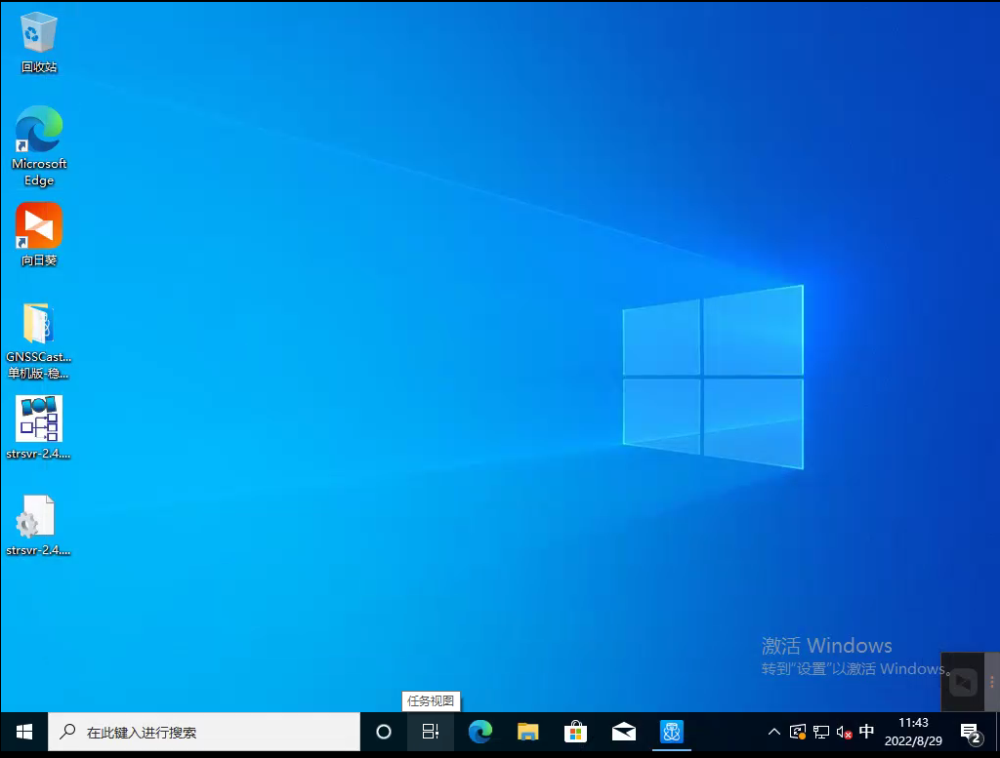 回收站
Microsoft
Edge
向日葵
GNSSCast...
单机版-稳...
strsvr-2.4....
strsvr-2.4....
激活 Windows
转到"设置"以激活 Windows。
任务视图
在此键入进行搜索
中
11:43
2022/8/29
2